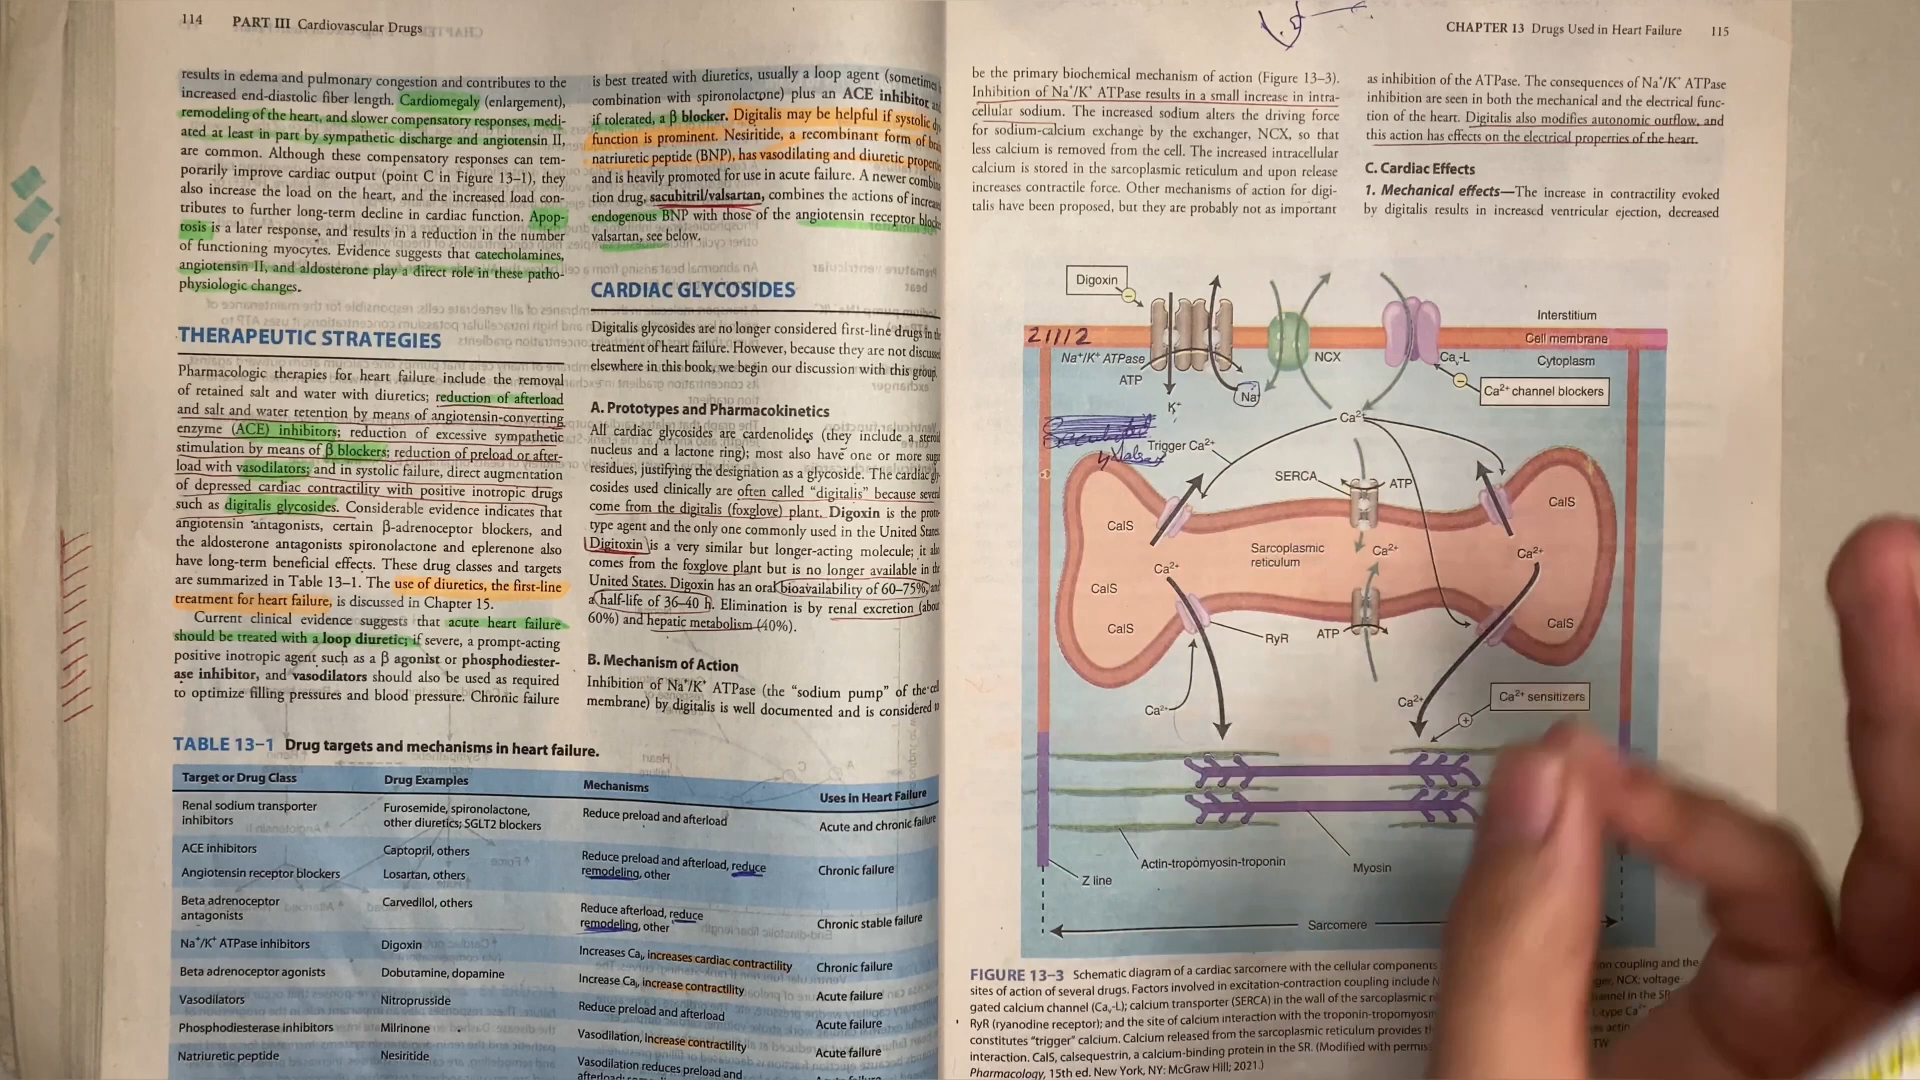 114 PART III Cardiovascular Drugs
results in edema and pulmonary congestion and contributes to the
increased end-diastolic fiber length. Cardiomegaly (enlargement),
remodeling of the heart, and slower compensatory responses, medi-
ated at least in part by sympathetic discharge and angiotensin II,
are common. Although these compensatory responses can tem-
porarily improve cardiac output (point C in Figure 13–1), they
also increase the load on the heart, and the increased load con-
tributes to further long-term decline in cardiac function. Apop-
tosis is a later response, and results in a reduction in the number
of functioning myocytes. Evidence suggests that catecholamines,
angiotensin II, and aldosterone play a direct role in these patho-
physiologic changes.
THERAPEUTIC STRATEGIES
Pharmacologic therapies for heart failure include the removal
of retained salt and water with diuretics; reduction of afterload
and salt and water retention by means of angiotensin-converting
enzyme (ACE) inhibitors; reduction of excessive sympathetic
stimulation by means of β blockers; reduction of preload or after-
load with vasodilators; and in systolic failure, direct augmentation
of depressed cardiac contractility with positive inotropic drugs
such as digitalis glycosides. Considerable evidence indicates that
angiotensin antagonists, certain β-adrenoceptor blockers, and
the aldosterone antagonists spironolactone and eplerenone also
have long-term beneficial effects. These drug classes and targets
are summarized in Table 13–1. The use of diuretics, the first-line
treatment for heart failure, is discussed in Chapter 15.
Current clinical evidence suggests that acute heart failure
should be treated with a loop diuretic; if severe, a prompt-acting
positive inotropic agent such as a β agonist or phosphodiester-
ase inhibitor, and vasodilators should also be used as required
to optimize filling pressures and blood pressure. Chronic failure
is best treated with diuretics, usually a loop agent (sometimes
combination with spironolactone) plus an ACE inhibitor
if tolerated, a β blocker. Digitalis may be helpful if systolic
function is prominent. Nesiritide, a recombinant form of
natriuretic peptide (BNP), has vasodilating and diuretic
and is heavily promoted for use in acute failure. A newer
tion drug, sacubitril/valsartan, combines the actions of
endogenous BNP with those of the angiotensin receptor
valsartan, see below.
CARDIAC GLYCOSIDES
Digitalis glycosides are no longer considered first-line drugs in
treatment of heart failure. However, because they are not
elsewhere in this book, we begin our discussion with this group.
A. Prototypes and Pharmacokinetics
All cardiac glycosides are cardenolides (they include a steroid
nucleus and a lactone ring); most also have one or more
residues, justifying the designation as a glycoside. The cardiac
cosides used clinically are often called “digitalis” because
come from the digitalis (foxglove) plant. Digoxin is the
type agent and the only one commonly used in the United
Digitoxin is a very similar but longer-acting molecule; it
comes from the foxglove plant but is no longer available in
United States. Digoxin has an oral bioavailability of 60–75%,
a half-life of 36–40 h. Elimination is by renal excretion (about
60%) and hepatic metabolism (40%).
B. Mechanism of Action
Inhibition of Na⁺/K⁺ ATPase (the “sodium pump” of the cell
membrane) by digitalis is well documented and is considered
TABLE 13–1 Drug targets and mechanisms in heart failure.
Target or Drug Class Drug Examples Mechanisms Uses in Heart Failure
Renal sodium transporter inhibitors Furosemide, spironolactone, other diuretics; SGLT2 blockers Reduce preload and afterload Acute and chronic failure
ACE inhibitors Captopril, others Reduce preload and afterload, reduce remodeling, other Chronic failure
Angiotensin receptor blockers Losartan, others
Beta adrenoceptor antagonists Carvedilol, others Reduce afterload, reduce remodeling, other Chronic stable failure
Na⁺/K⁺ ATPase inhibitors Digoxin Increases Caᵢ, increases cardiac contractility Chronic failure
Beta adrenoceptor agonists Dobutamine, dopamine Increase Caᵢ, increase contractility Acute failure
Vasodilators Nitroprusside Reduce preload and afterload Acute failure
Phosphodiesterase inhibitors Milrinone Vasodilation, increase contractility Acute failure
Natriuretic peptide Nesiritide Vasodilation reduces preload and
CHAPTER 13 Drugs Used in Heart Failure 115
be the primary biochemical mechanism of action (Figure 13–3).
Inhibition of Na⁺/K⁺ ATPase results in a small increase in intra-
cellular sodium. The increased sodium alters the driving force
for sodium-calcium exchange by the exchanger, NCX, so that
less calcium is removed from the cell. The increased intracellular
calcium is stored in the sarcoplasmic reticulum and upon release
increases contractile force. Other mechanisms of action for digi-
talis have been proposed, but they are probably not as important
as inhibition of the ATPase. The consequences of Na⁺/K⁺ ATPase
inhibition are seen in both the mechanical and the electrical func-
tion of the heart. Digitalis also modifies autonomic outflow, and
this action has effects on the electrical properties of the heart.
C. Cardiac Effects
1. Mechanical effects—The increase in contractility evoked
by digitalis results in increased ventricular ejection, decreased
Digoxin
Interstitium
21112
Cell membrane
Na⁺/K⁺ ATPase
NCX
Caᵥ-L
Cytoplasm
ATP
Na
Ca²⁺ channel blockers
K⁺
Ca²⁺
Trigger Ca²⁺
SERCA
ATP
CalS
CalS
Sarcoplasmic
reticulum
Ca²⁺
Ca²⁺
Ca²⁺
CalS
CalS
CalS
RyR
ATP
Ca²⁺
Ca²⁺
Ca²⁺ sensitizers
Actin-tropomyosin-troponin
Myosin
Z line
Sarcomere
FIGURE 13–3 Schematic diagram of a cardiac sarcomere with the cellular components
sites of action of several drugs. Factors involved in excitation-contraction coupling include
gated calcium channel (Caᵥ-L); calcium transporter (SERCA) in the wall of the sarcoplasmic
RyR (ryanodine receptor); and the site of calcium interaction with the troponin-tropomyosin
constitutes “trigger” calcium. Calcium released from the sarcoplasmic reticulum provides
interaction. CalS, calsequestrin, a calcium-binding protein in the SR. (Modified with
Pharmacology, 15th ed. New York, NY: McGraw Hill; 2021.)